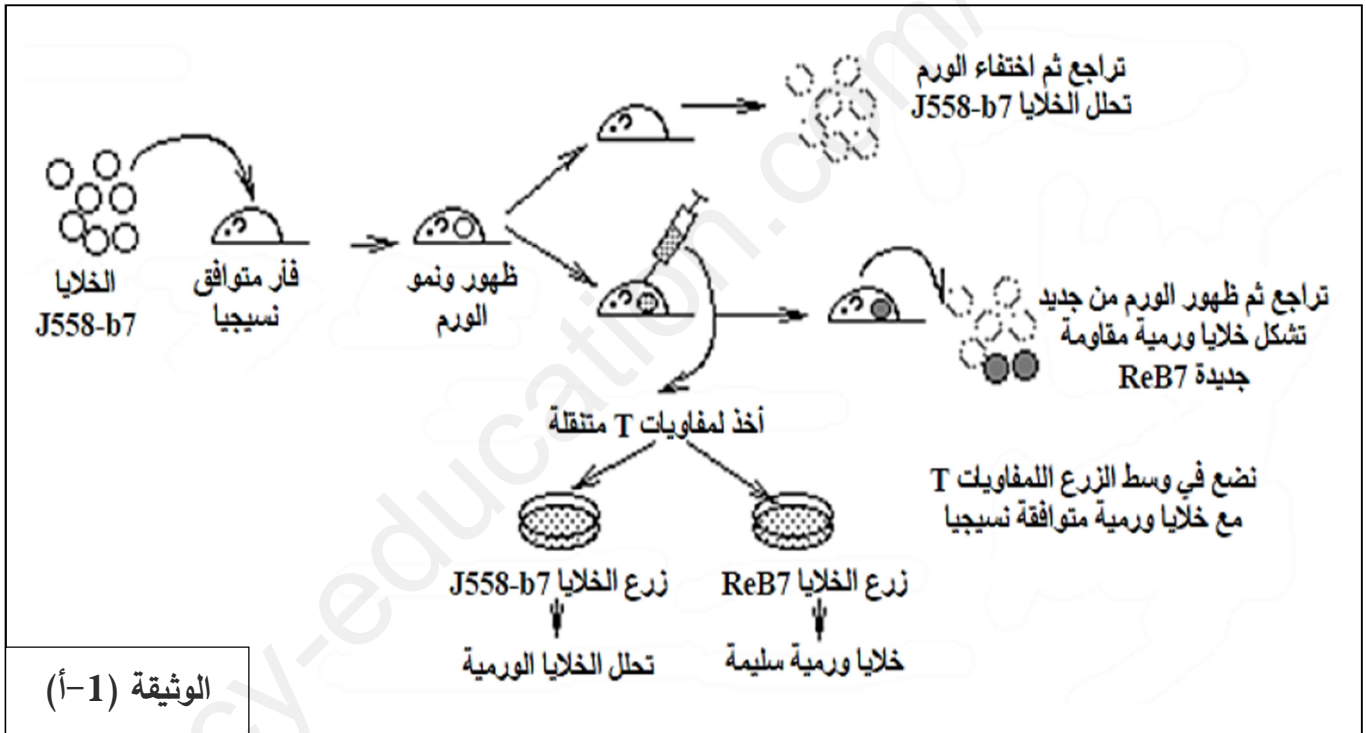 تراجع ثم اختفاء الورم
تحلل الخلايا J558-b7
الخلايا
J558-b7
فأر متوافق
نسيجيا
ظهور ونمو
الورم
تراجع ثم ظهور الورم من جديد
تشكل خلايا ورمية مقاومة
جديدة ReB7
أخذ لمفاويات T متنقلة
نضع في وسط الزرع اللمفاويات T
مع خلايا ورمية متوافقة نسيجيا
زرع الخلايا ReB7
زرع الخلايا J558-b7
خلايا ورمية سليمة
تحلل الخلايا الورمية
الوثيقة (1-أ)
cy-education.com/